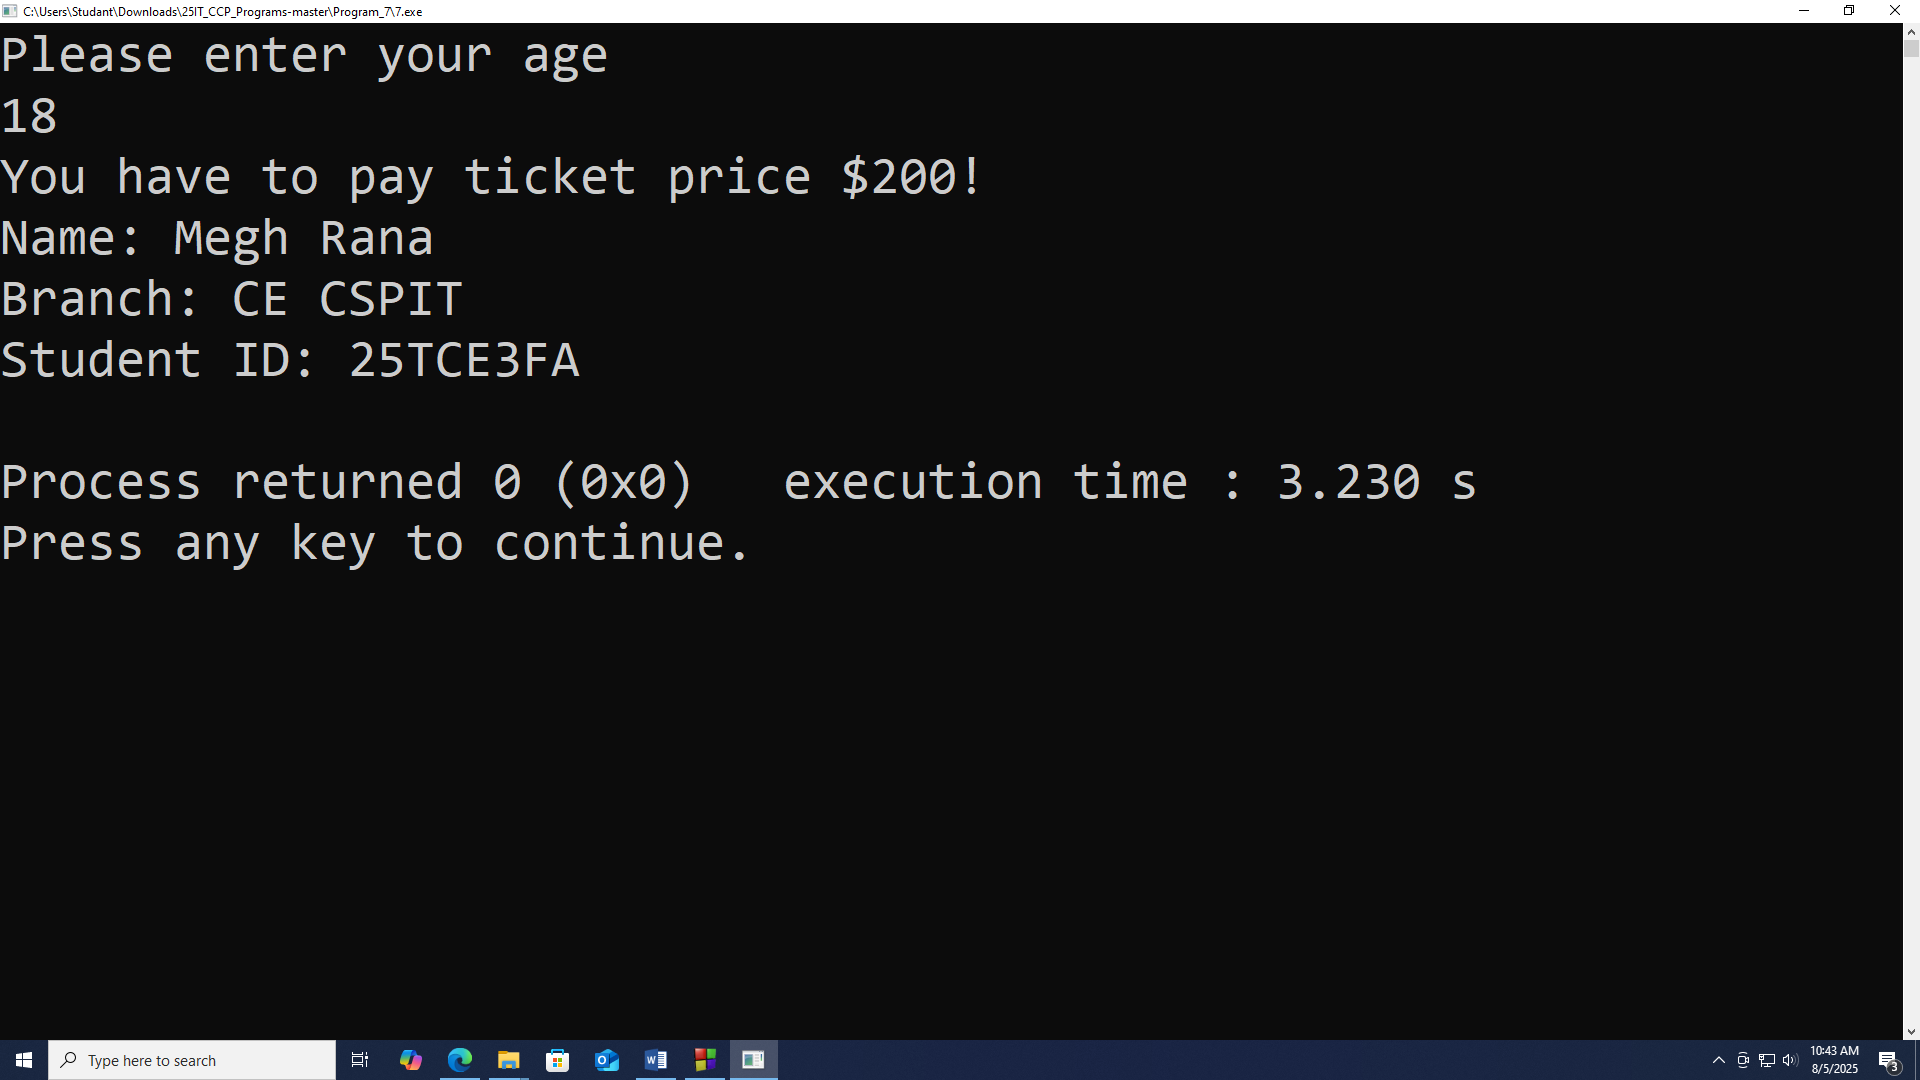 C:\Users\Studant\Downloads\25IT_CCP_Programs-master\Program_7\7.exe
Please enter your age
18
You have to pay ticket price $200!
Name: Megh Rana
Branch: CE CSPIT
Student ID: 25TCE3FA
Process returned 0 (0x0)   execution time : 3.230 s
Press any key to continue.
Type here to search
10:43 AM
8/5/2025
3